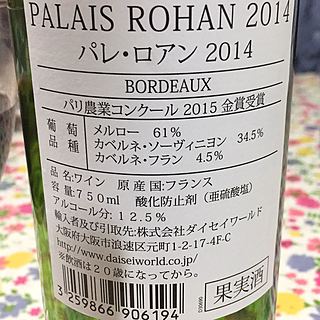 PALAIS ROHAN 2014
パレ・ロアン 2014
BORDEAUX
パリ農業コンクール 2015 金賞受賞
葡萄品種
メルロー 61%
カベルネ・ソーヴィニヨン 34.5%
カベルネ・フラン 4.5%
品名:ワイン 原産国:フランス
容量:750ml 酸化防止剤 (亜硫酸塩)
アルコール分:12.5%
輸入者及び引取先:株式会社ダイセイワールド
大阪府大阪市浪速区元町1-2-17-4F-C
http://www.daiseiworld.co.jp/
※飲酒は20歳になってから。
果実酒
3 259866 906194